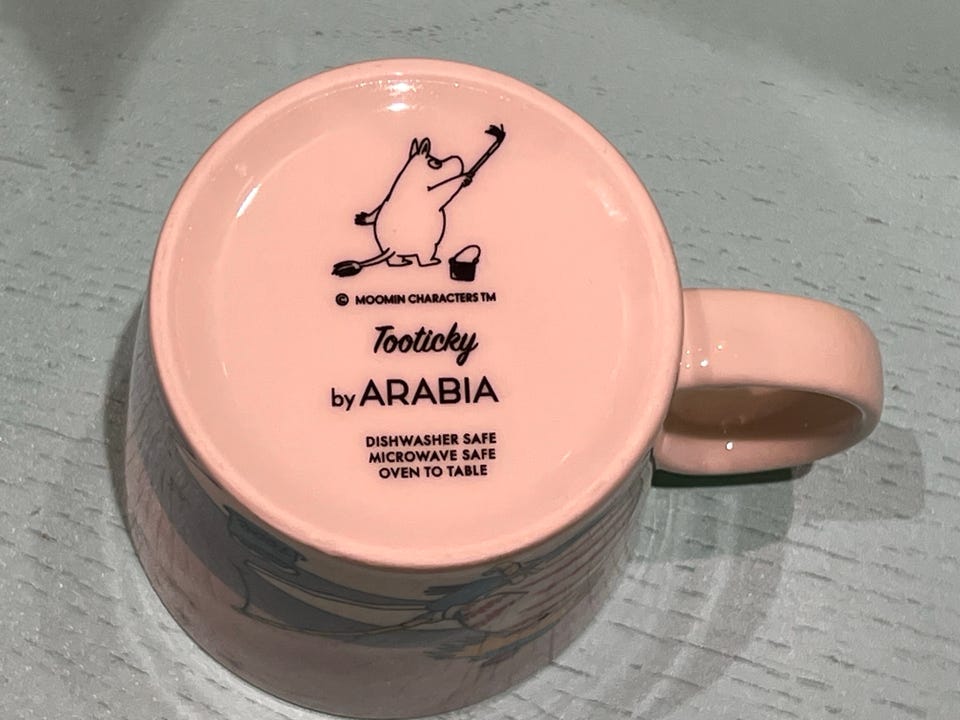 © MOOMIN CHARACTERS TM
Tooticky
by ARABIA
DISHWASHER SAFE
MICROWAVE SAFE
OVEN TO TABLE